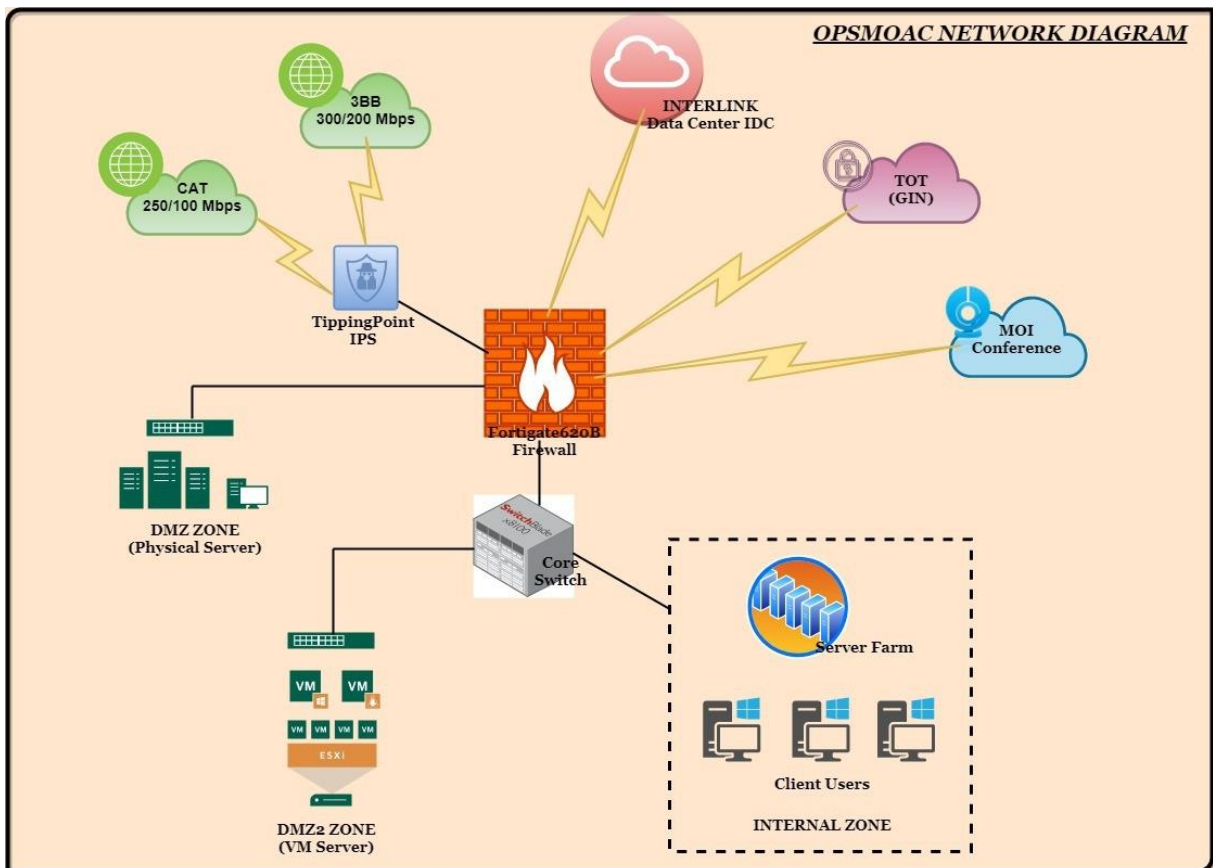 OPSMOAC NETWORK DIAGRAM
3BB
300/200 Mbps
INTERLINK
Data Center IDC
CAT
250/100 Mbps
TOT
(GIN)
TippingPoint
IPS
MOI
Conference
Fortigate620B
Firewall
SwitchBlade
x8100
Core
Switch
DMZ ZONE
(Physical Server)
Server Farm
VM
VM
VM
VM
VM
VM
ESXi
Client Users
DMZ2 ZONE
(VM Server)
INTERNAL ZONE